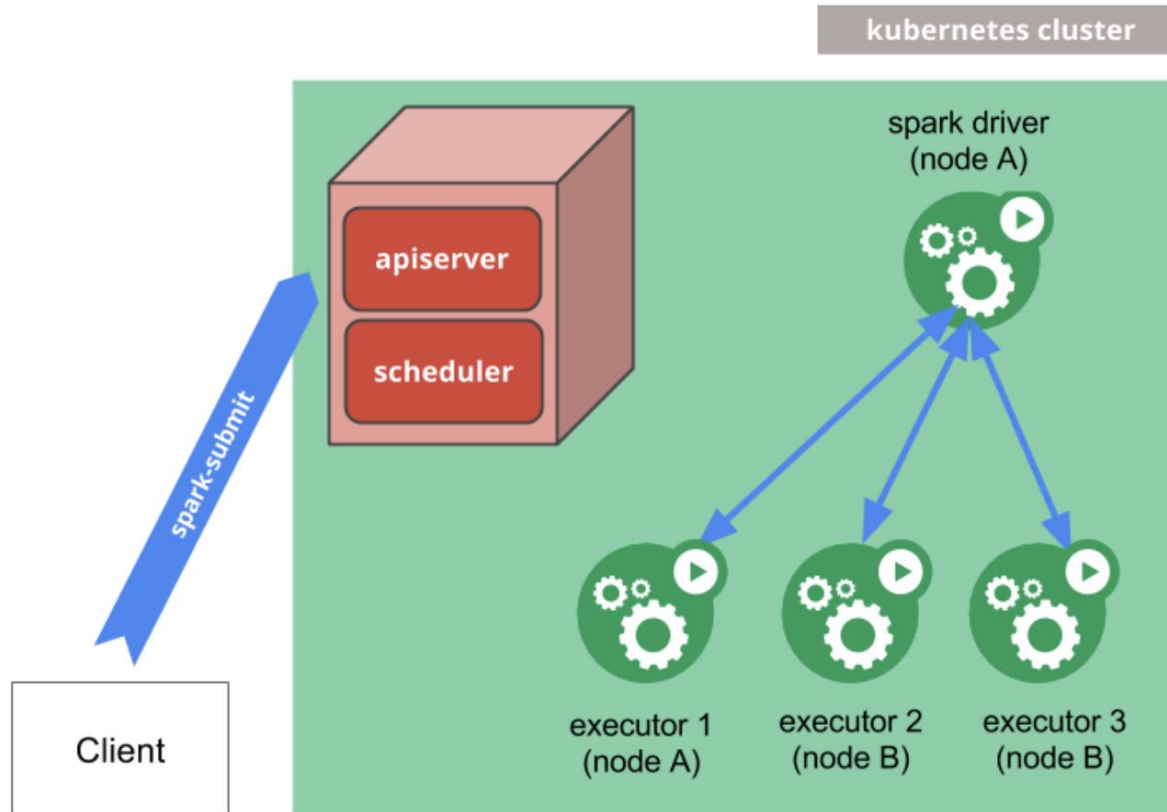 kubernetes cluster
spark driver
(node A)
apiserver
scheduler
spark-submit
Client
executor 1
(node A)
executor 2
(node B)
executor 3
(node B)